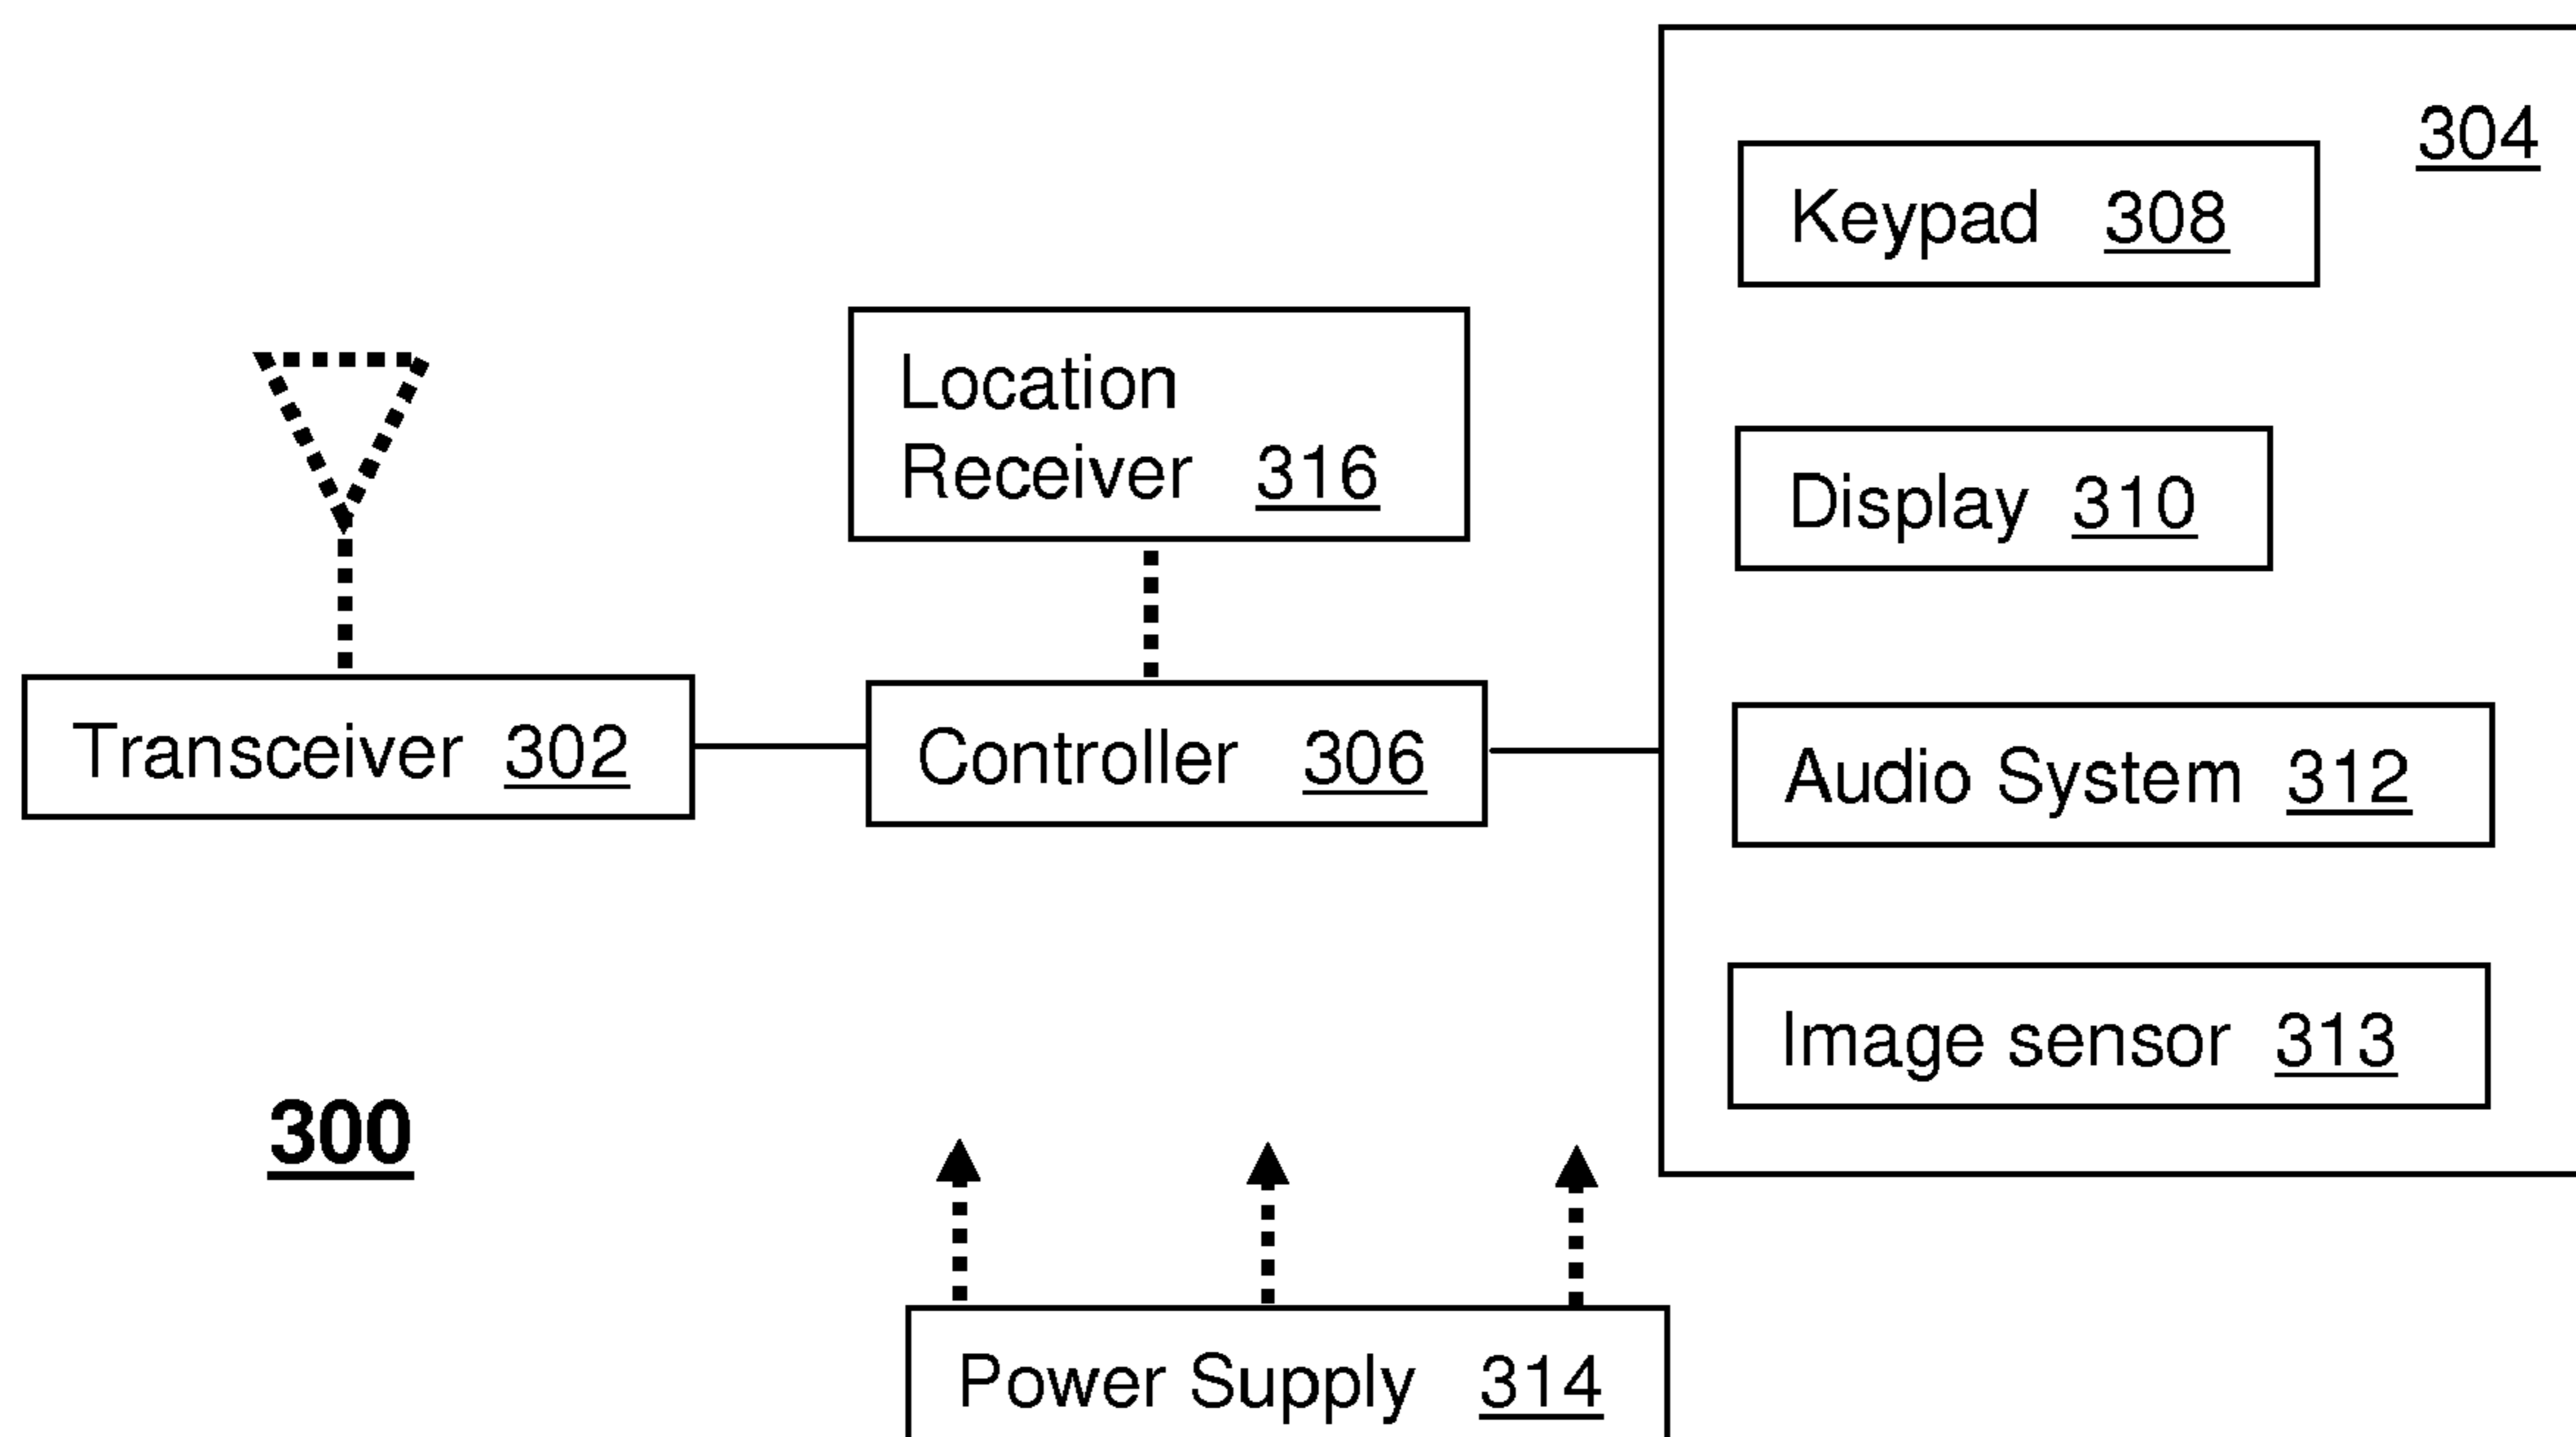 304
Keypad 308
Location
Receiver 316
Display 310
Transceiver 302
Controller 306
Audio System 312
Image sensor 313
300
Power Supply 314